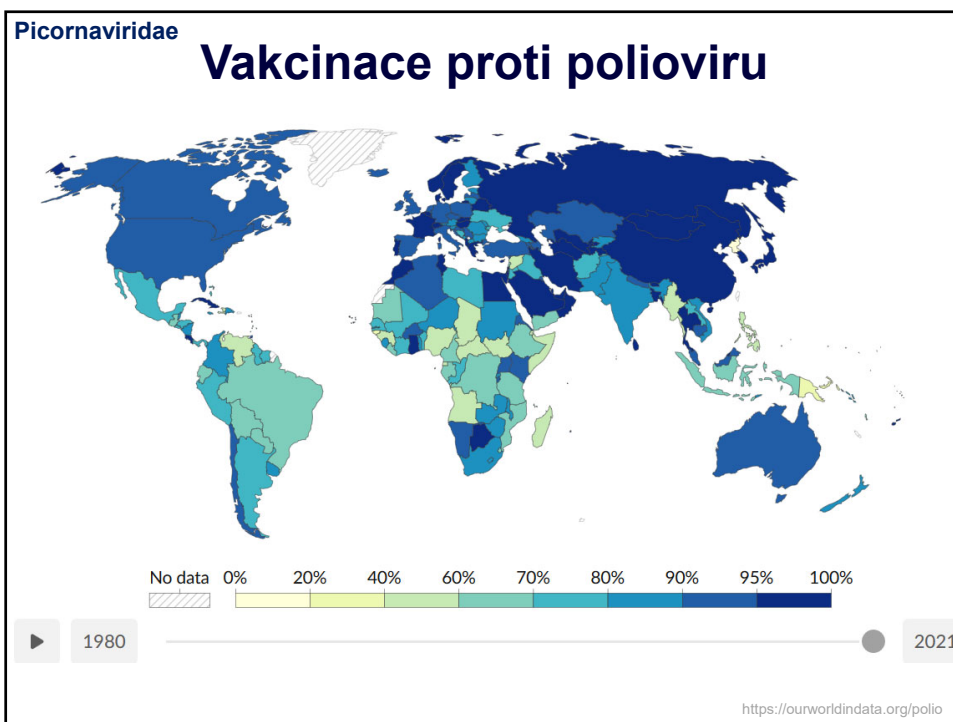 Picornaviridae
Vakcinace proti polioviru
No data 0% 20% 40% 60% 70% 80% 90% 95% 100%
1980 2021
https://ourworldindata.org/polio